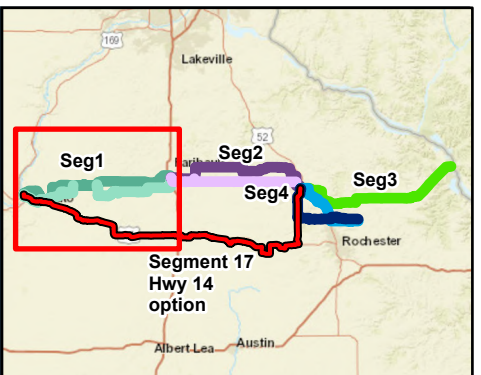 169
Lakeville
52
Seg1
Seg2
Seg4
Seg3
Rochester
Segment 17
Hwy 14
option
Albert Lea
Austin